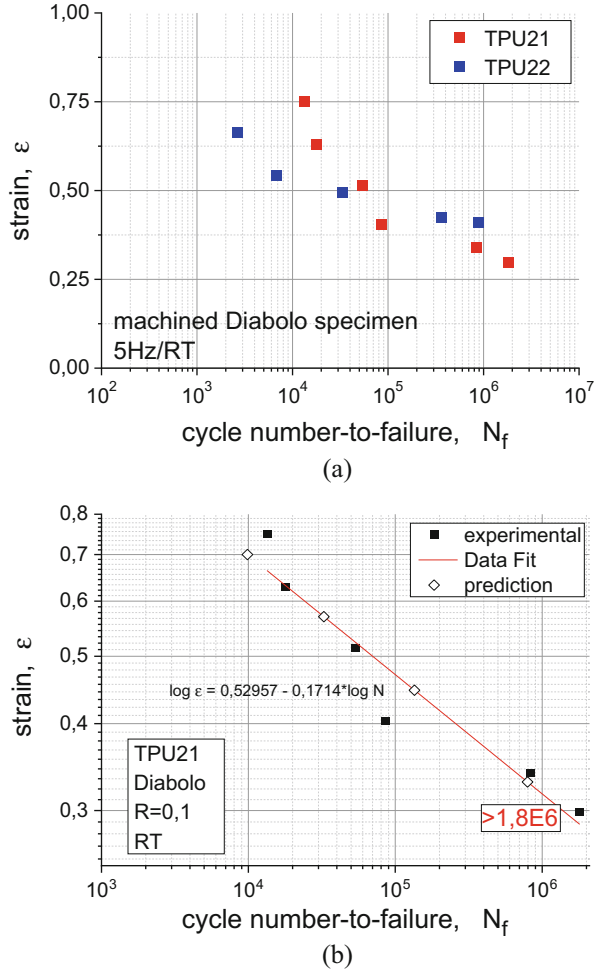 1,00
TPU21
TPU22
0,75
strain, ε
0,50
0,25
machined Diabolo specimen
5Hz/RT
0,00
10² 10³ 10⁴ 10⁵ 10⁶ 10⁷
cycle number-to-failure, N_f
(a)
0,8
experimental
Data Fit
prediction
0,7
0,6
strain, ε
0,5
log ε = 0,52957 - 0,1714*log N
0,4
TPU21
Diabolo
R=0,1
RT
0,3
>1,8E6
10³ 10⁴ 10⁵ 10⁶
cycle number-to-failure, N_f
(b)